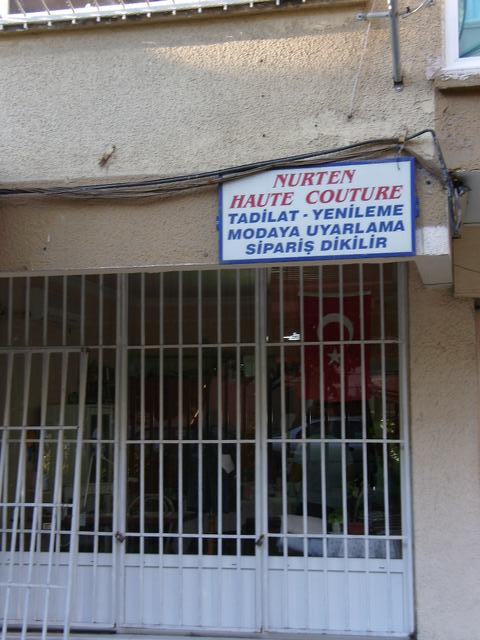 NURTEN
HAUTE COUTURE
TADİLAT - YENİLEME
MODAYA UYARLAMA
SİPARİŞ DİKİLİR